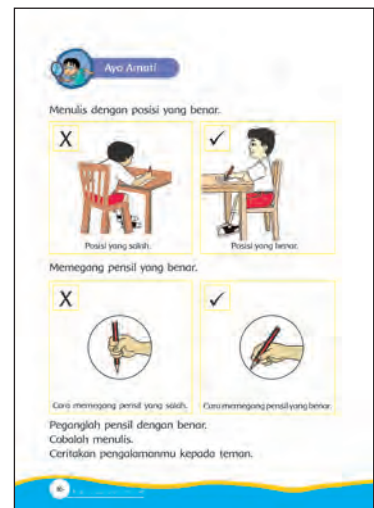 Ayo Amati
Menulis dengan posisi yang benar.
X
✓
Posisi yang salah.
Posisi yang benar.
Memegang pensil yang benar.
X
✓
Cara memegang pensil yang salah.
Cara memegang pensil yang benar.
Peganglah pensil dengan benar.
Cobalah menulis.
Ceritakan pengalamanmu kepada teman.